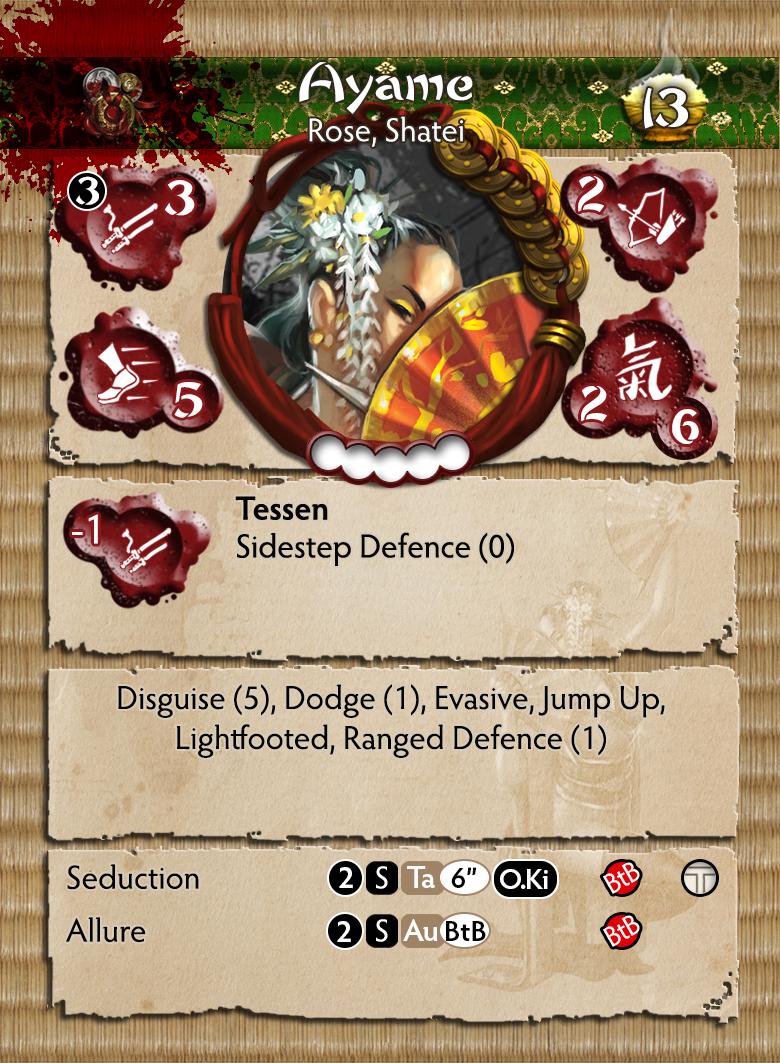 Ayame
13
Rose, Shatei
3 3
2
5
氣
2 6
-1
Tessen
Sidestep Defence (0)
Disguise (5), Dodge (1), Evasive, Jump Up,
Lightfooted, Ranged Defence (1)
Seduction 2 S Ta 6" O.Ki BtB T
Allure 2 S Au BtB BtB